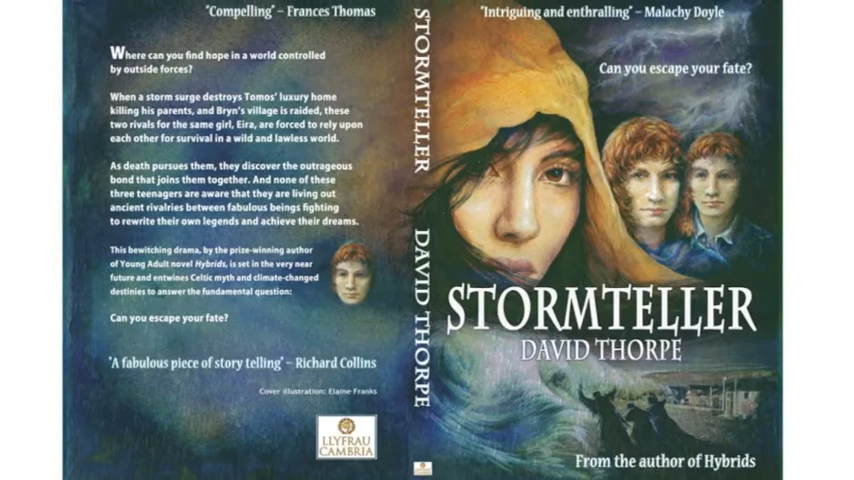 "Compelling" – Frances Thomas
Where can you find hope in a world controlled
by outside forces?
When a storm surge destroys Tomos' luxury home
killing his parents, and Bryn's village is raided, these
two rivals for the same girl, Eira, are forced to rely upon
each other for survival in a wild and lawless world.
As death pursues them, they discover the outrageous
bond that joins them together. And none of these
three teenagers are aware that they are living out
ancient rivalries between fabulous beings fighting
to rewrite their own legends and achieve their dreams.
This bewitching drama, by the prize-winning author
of Young Adult novel Hybrids, is set in the very near
future and entwines Celtic myth and climate-changed
destinies to answer the fundamental question:
Can you escape your fate?
"A fabulous piece of story telling" – Richard Collins
Cover illustration: Elaine Franks
LLYFRAU
CAMBRIA
STORMTELLER DAVID THORPE
"Intriguing and enthralling" – Malachy Doyle
Can you escape your fate?
STORMTELLER
DAVID THORPE
From the author of Hybrids